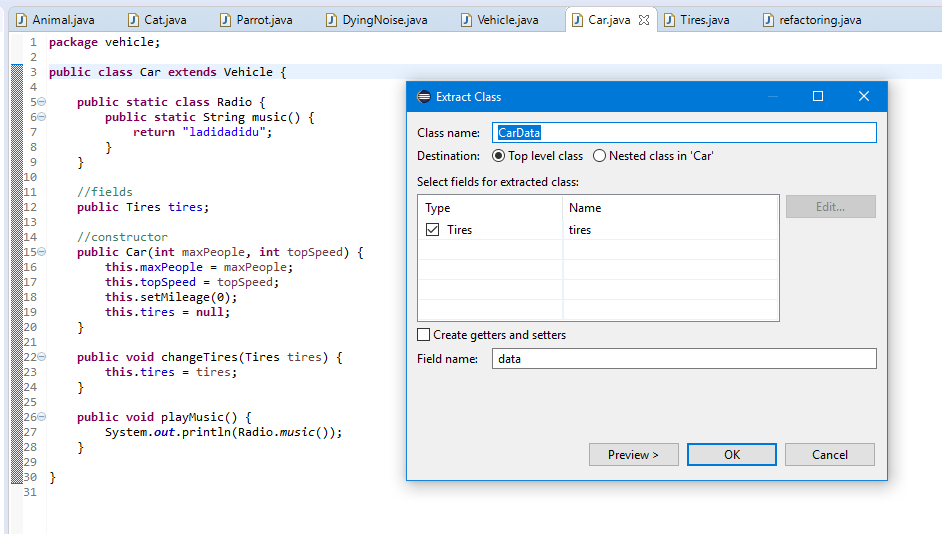 Animal.java Cat.java Parrot.java DyingNoise.java Vehicle.java Car.java Tires.java refactoring.java
1 package vehicle;
2
3 public class Car extends Vehicle {
4
5 public static class Radio {
6 public static String music() {
7 return "ladidadidu";
8 }
9 }
10
11 //fields
12 public Tires tires;
13
14 //constructor
15 public Car(int maxPeople, int topSpeed) {
16 this.maxPeople = maxPeople;
17 this.topSpeed = topSpeed;
18 this.setMileage(0);
19 this.tires = null;
20 }
21
22 public void changeTires(Tires tires) {
23 this.tires = tires;
24 }
25
26 public void playMusic() {
27 System.out.println(Radio.music());
28 }
29
30 }
31
Extract Class
Class name: CarData
Destination: Top level class Nested class in 'Car'
Select fields for extracted class:
Type Name Edit...
Tires tires
Create getters and setters
Field name: data
Preview > OK Cancel